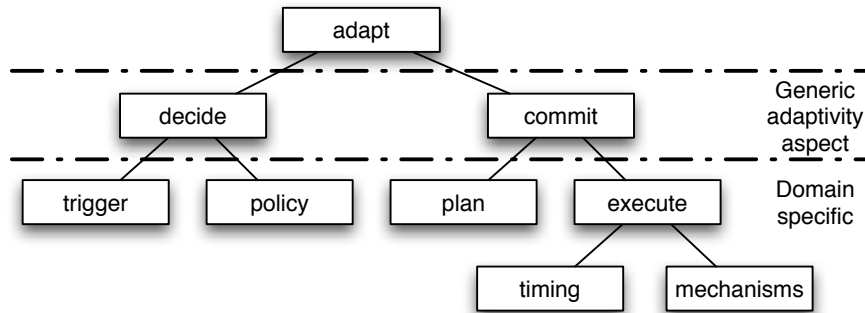 adapt
decide
commit
Generic
adaptivity
aspect
trigger
policy
plan
execute
Domain
specific
timing
mechanisms